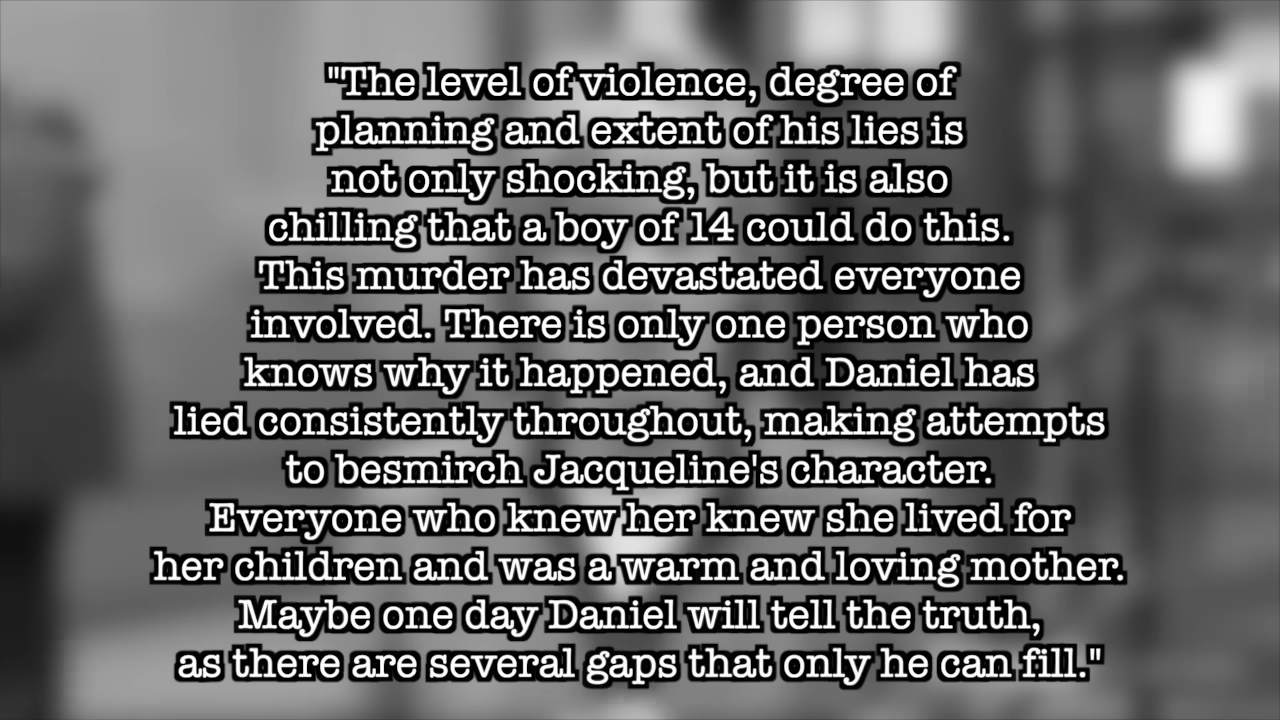 "The level of violence, degree of
planning and extent of his lies is
not only shocking, but it is also
chilling that a boy of 14 could do this.
This murder has devastated everyone
involved. There is only one person who
knows why it happened, and Daniel has
lied consistently throughout, making attempts
to besmirch Jacqueline's character.
Everyone who knew her knew she lived for
her children and was a warm and loving mother.
Maybe one day Daniel will tell the truth,
as there are several gaps that only he can fill."